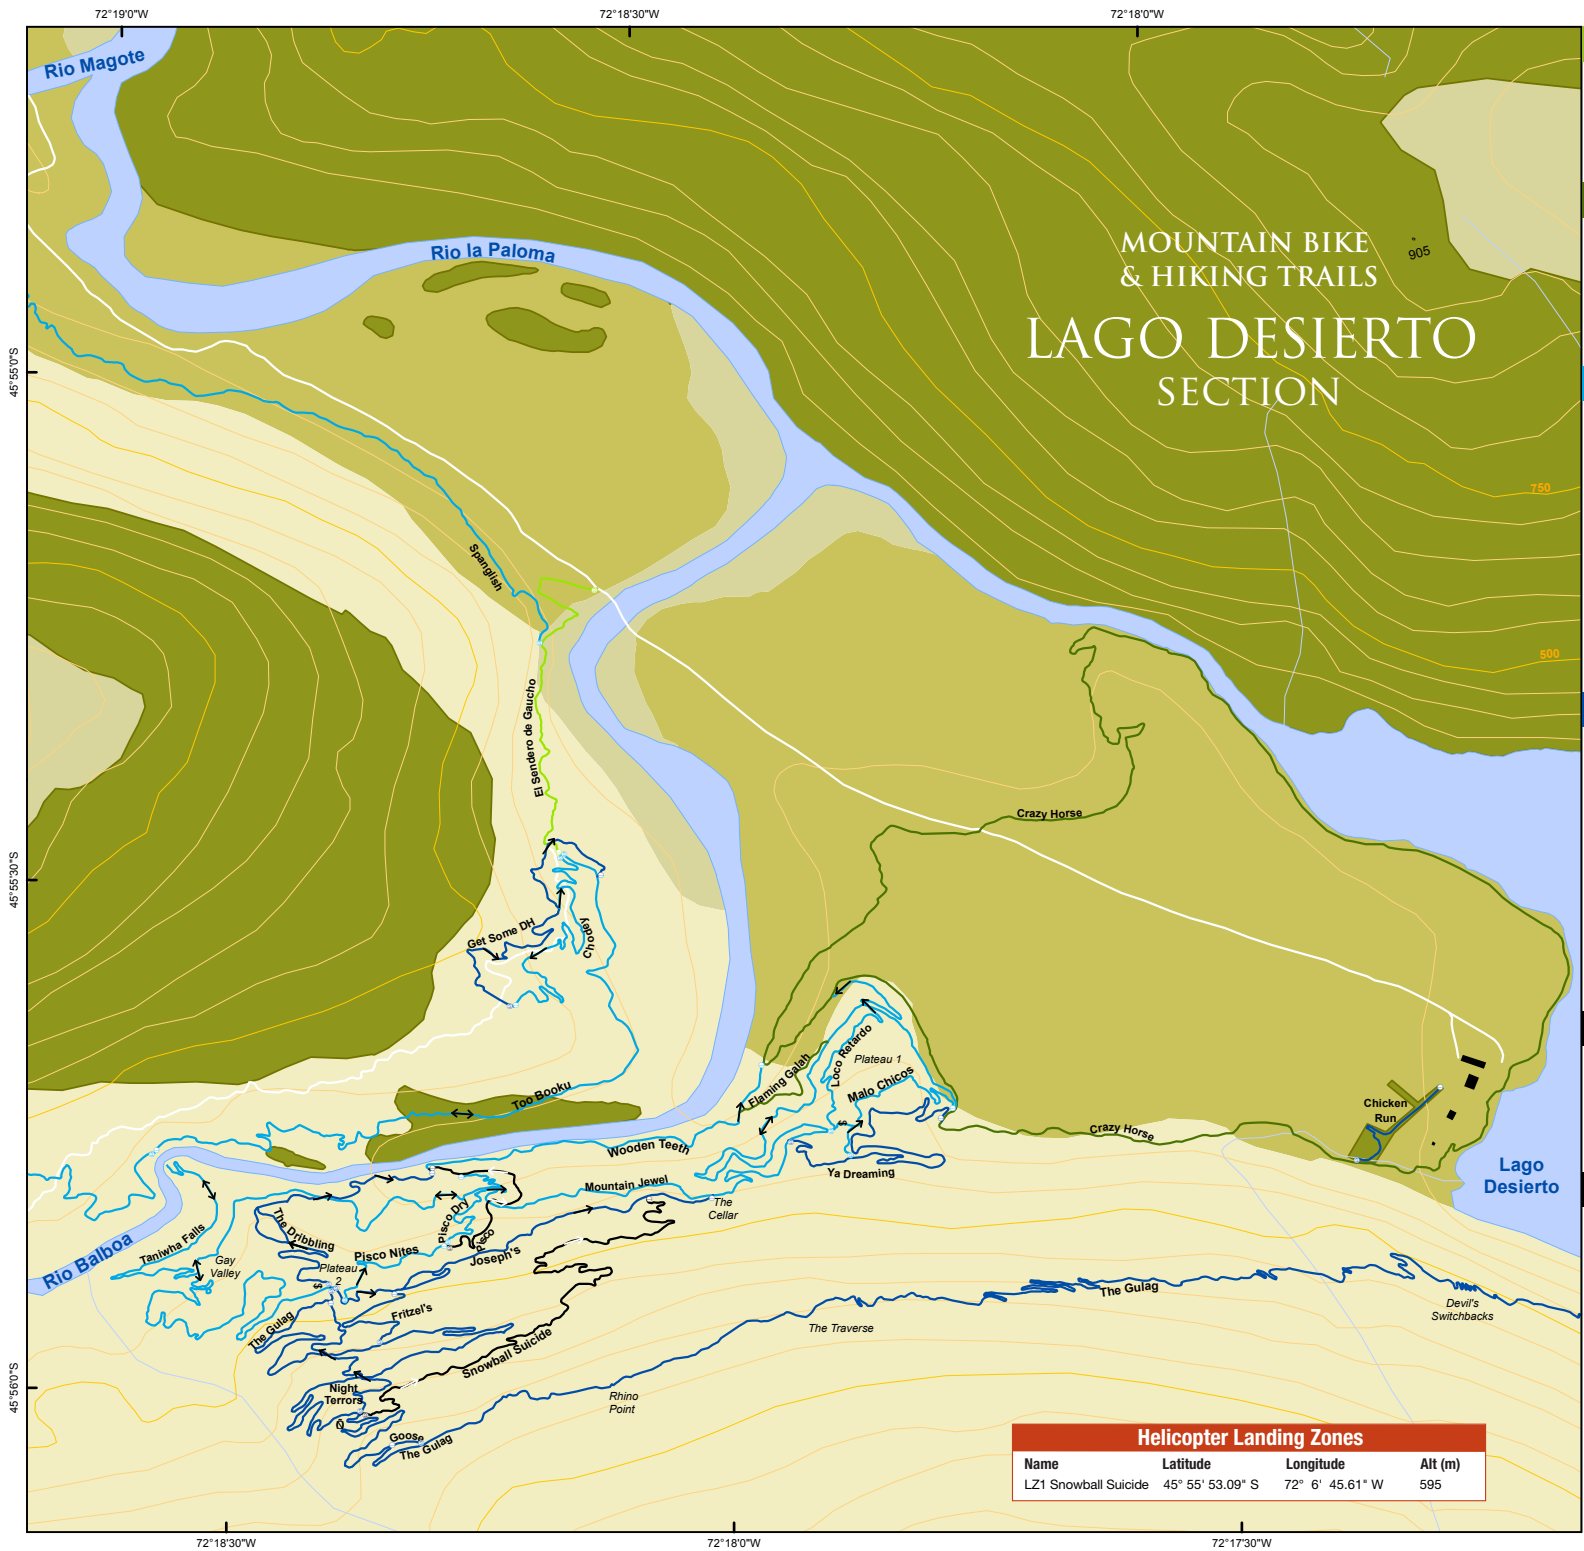 72°19'0"W
72°18'30"W
72°18'0"W
Rio Magote
Rio la Paloma
MOUNTAIN BIKE
& HIKING TRAILS
905
LAGO DESIERTO
SECTION
45°55'0"S
750
Spanglish
500
El Sendero de Gaucho
Crazy Horse
45°55'30"S
Get Some DH
Chodey
Loco Retardo
Plateau 1
Flaming Galah
Malo Chicos
Too Booku
Chicken
Run
Crazy Horse
Wooden Teeth
Ya Dreaming
Mountain Jewel
The
Cellar
Lago
Desierto
Taniwha Falls
The Dribbling
Pisco Dry
Pisco
Rio Balboa
Gay
Valley
Pisco Nites
Joseph's
Plateau
2
The Gulag
Fritzel's
The Gulag
Devil's
Switchbacks
The Traverse
Snowball Suicide
45°56'0"S
Night
Terrors
Ñ
Rhino
Point
Goose
The Gulag
Helicopter Landing Zones
Name Latitude Longitude Alt (m)
LZ1 Snowball Suicide 45° 55' 53.09" S 72° 6' 45.61" W 595
72°18'30"W
72°18'0"W
72°17'30"W